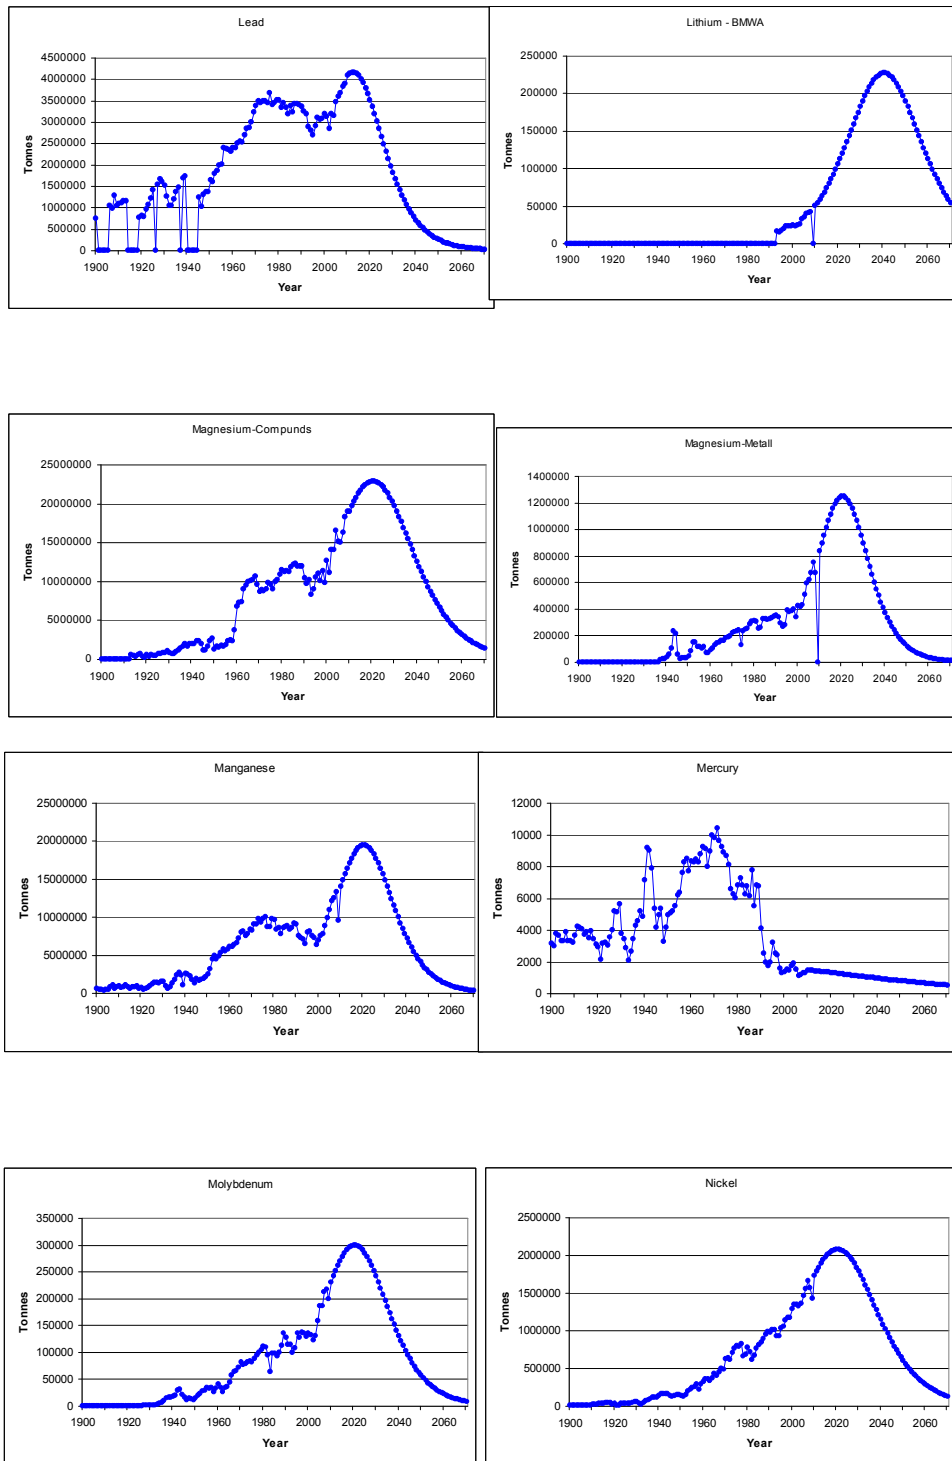 Lead
4500000
4000000
3500000
3000000
2500000
2000000
1500000
1000000
500000
0
Tonnes
1900 1920 1940 1960 1980 2000 2020 2040 2060
Year
Lithium - BMWA
250000
200000
150000
100000
50000
0
Tonnes
1900 1920 1940 1960 1980 2000 2020 2040 2060
Year
Magnesium-Compunds
25000000
20000000
15000000
10000000
5000000
0
Tonnes
1900 1920 1940 1960 1980 2000 2020 2040 2060
Year
Magnesium-Metall
1400000
1200000
1000000
800000
600000
400000
200000
0
Tonnes
1900 1920 1940 1960 1980 2000 2020 2040 2060
Year
Manganese
25000000
20000000
15000000
10000000
5000000
0
Tonnes
1900 1920 1940 1960 1980 2000 2020 2040 2060
Year
Mercury
12000
10000
8000
6000
4000
2000
0
Tonnes
1900 1920 1940 1960 1980 2000 2020 2040 2060
Year
Molybdenum
350000
300000
250000
200000
150000
100000
50000
0
Tonnes
1900 1920 1940 1960 1980 2000 2020 2040 2060
Year
Nickel
2500000
2000000
1500000
1000000
500000
0
Tonnes
1900 1920 1940 1960 1980 2000 2020 2040 2060
Year